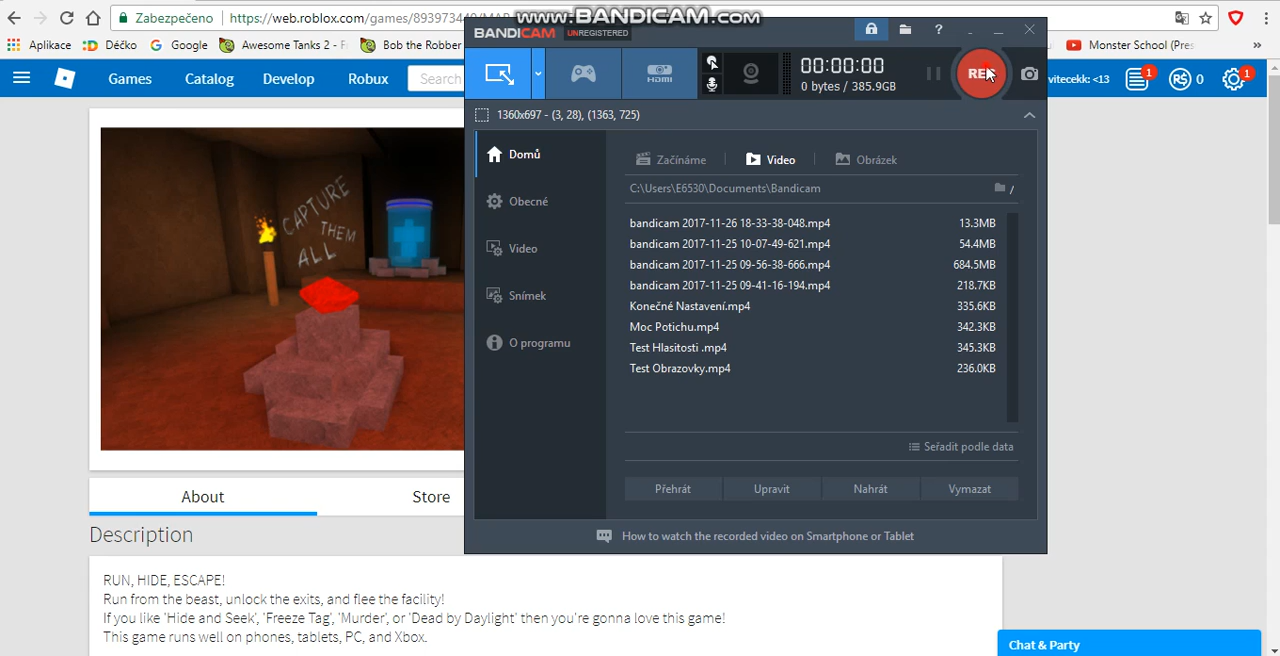 www.BANDICAM.com
Zabezpečeno
https://web.roblox.com/games/893973440/MAP
BANDICAM UNREGISTERED
?
Aplikace
Déčko
Google
Awesome Tanks 2 - F
Bob the Robber
Monster School (Pres
»
Games
Catalog
Develop
Robux
Search
HDMI
00:00:00
0 bytes / 385.9GB
REC
vitecekk: <13
1
R$ 0
1
1360x697 - (3, 28), (1363, 725)
CAPTURE
THEM
ALL
Domů
Obecné
Video
Snímek
O programu
Začínáme
Video
Obrázek
C:\Users\E6530\Documents\Bandicam
/
bandicam 2017-11-26 18-33-38-048.mp4 13.3MB
bandicam 2017-11-25 10-07-49-621.mp4 54.4MB
bandicam 2017-11-25 09-56-38-666.mp4 684.5MB
bandicam 2017-11-25 09-41-16-194.mp4 218.7KB
Konečné Nastavení.mp4 335.6KB
Moc Potichu.mp4 342.3KB
Test Hlasitosti .mp4 345.3KB
Test Obrazovky.mp4 236.0KB
Seřadit podle data
Přehrát
Upravit
Nahrát
Vymazat
How to watch the recorded video on Smartphone or Tablet
About
Store
Description
RUN, HIDE, ESCAPE!
Run from the beast, unlock the exits, and flee the facility!
If you like 'Hide and Seek', 'Freeze Tag', 'Murder', or 'Dead by Daylight' then you're gonna love this game!
This game runs well on phones, tablets, PC, and Xbox.
Chat & Party